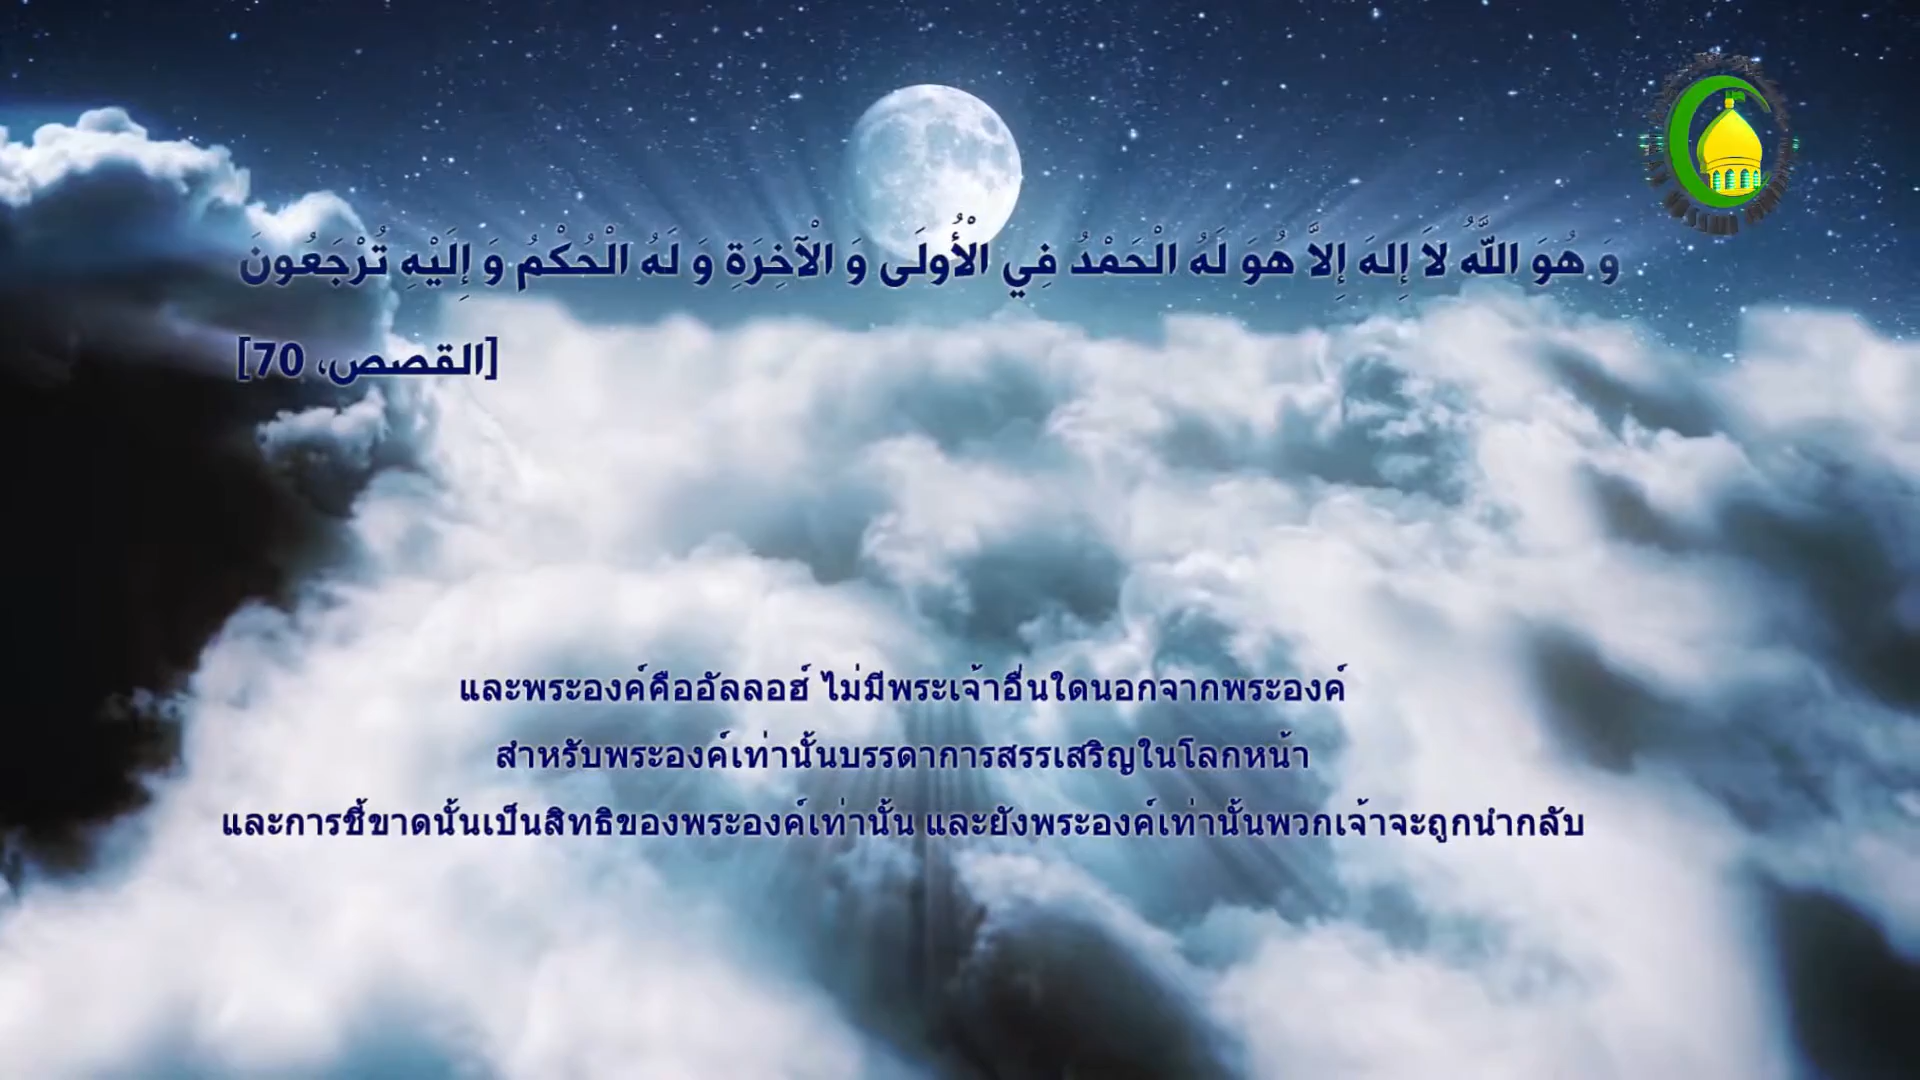 وَ هُوَ اللَّهُ لاَ إِلهَ إِلاَّ هُوَ لَهُ الْحَمْدُ فِي الْأُولَى وَ الْآخِرَةِ وَ لَهُ الْحُكْمُ وَ إِلَيْهِ تُرْجَعُونَ
[القصص، 70]
และพระองค์คืออัลลอฮ์ ไม่มีพระเจ้าอื่นใดนอกจากพระองค์
สำหรับพระองค์เท่านั้นบรรดาการสรรเสริญในโลกหน้า
และการชี้ขาดนั้นเป็นสิทธิของพระองค์เท่านั้น และยังพระองค์เท่านั้นพวกเจ้าจะถูกนำกลับ